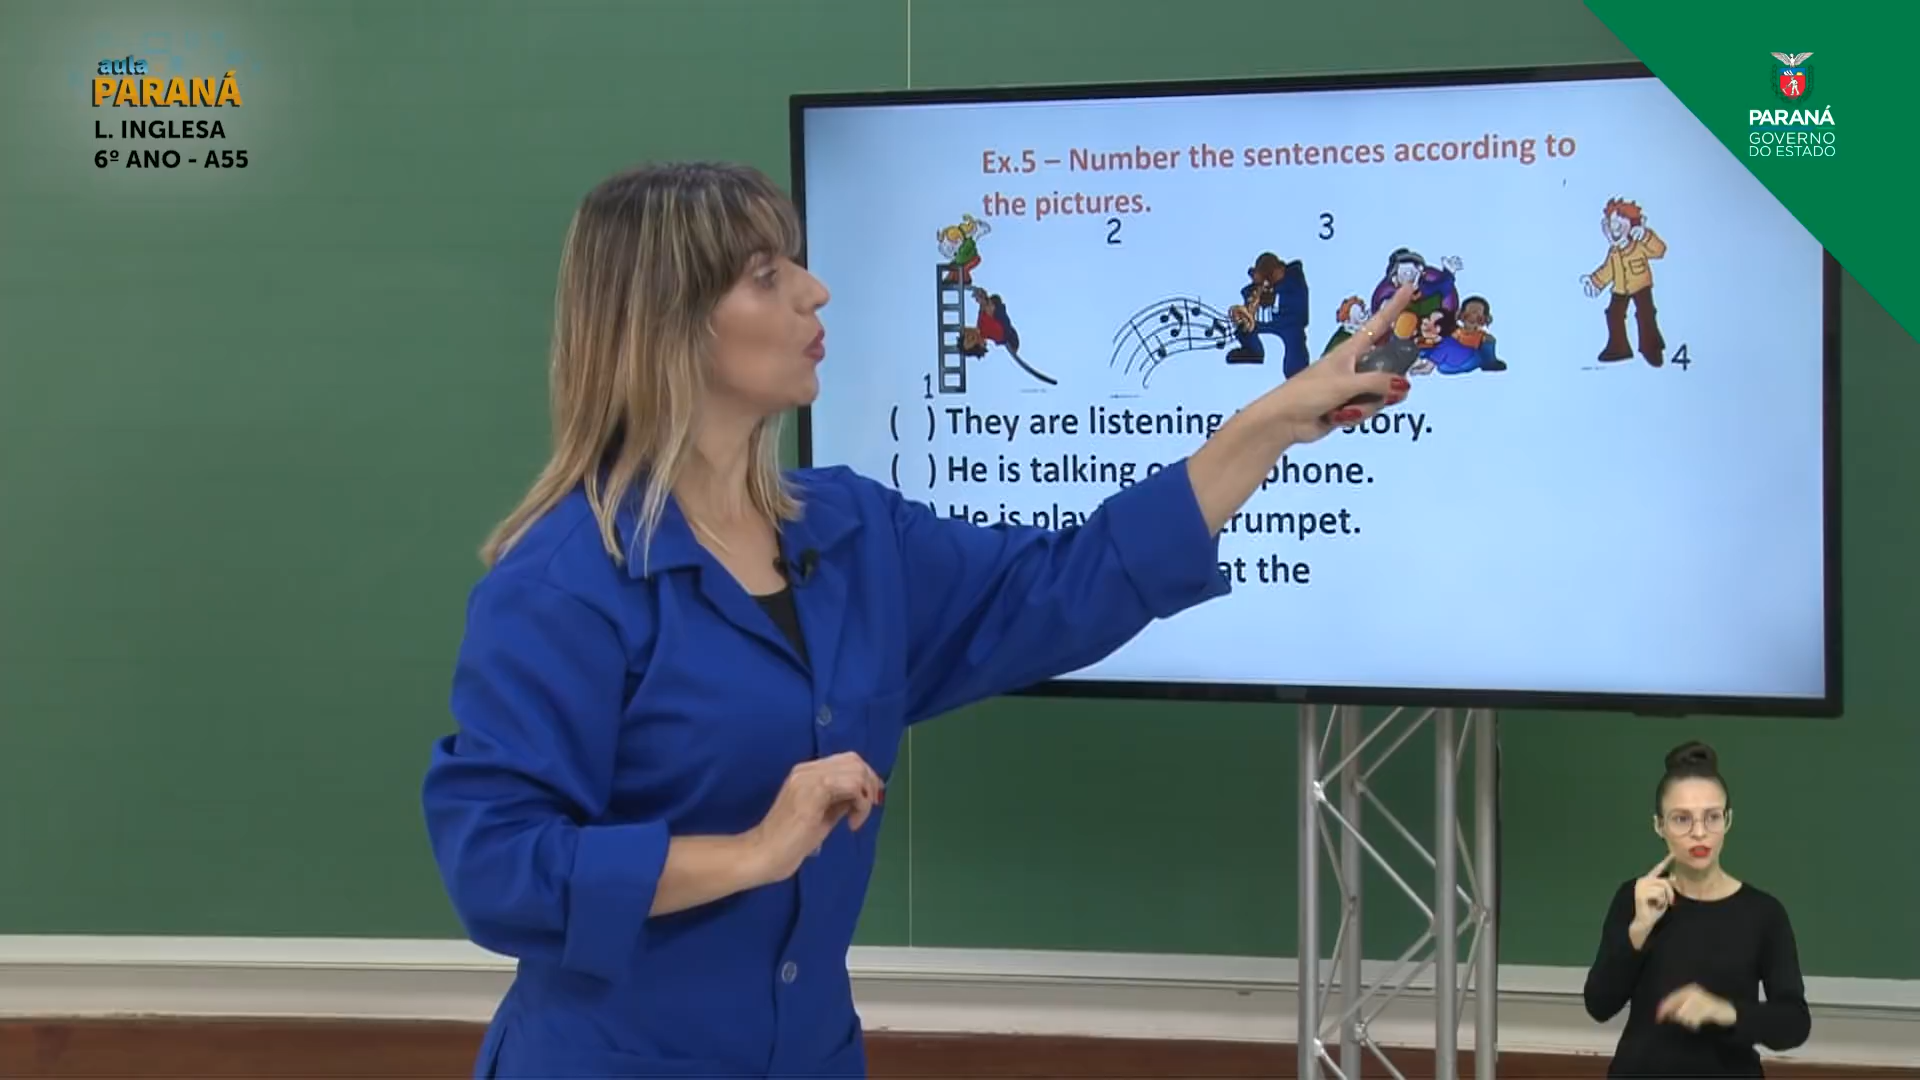 aula
PARANÁ
L. INGLESA
6º ANO - A55
PARANÁ
GOVERNO
DO ESTADO
Ex.5 – Number the sentences according to
the pictures.
2
3
1
4
( ) They are listening story.
( ) He is talking phone.
) He is trumpet.
at the